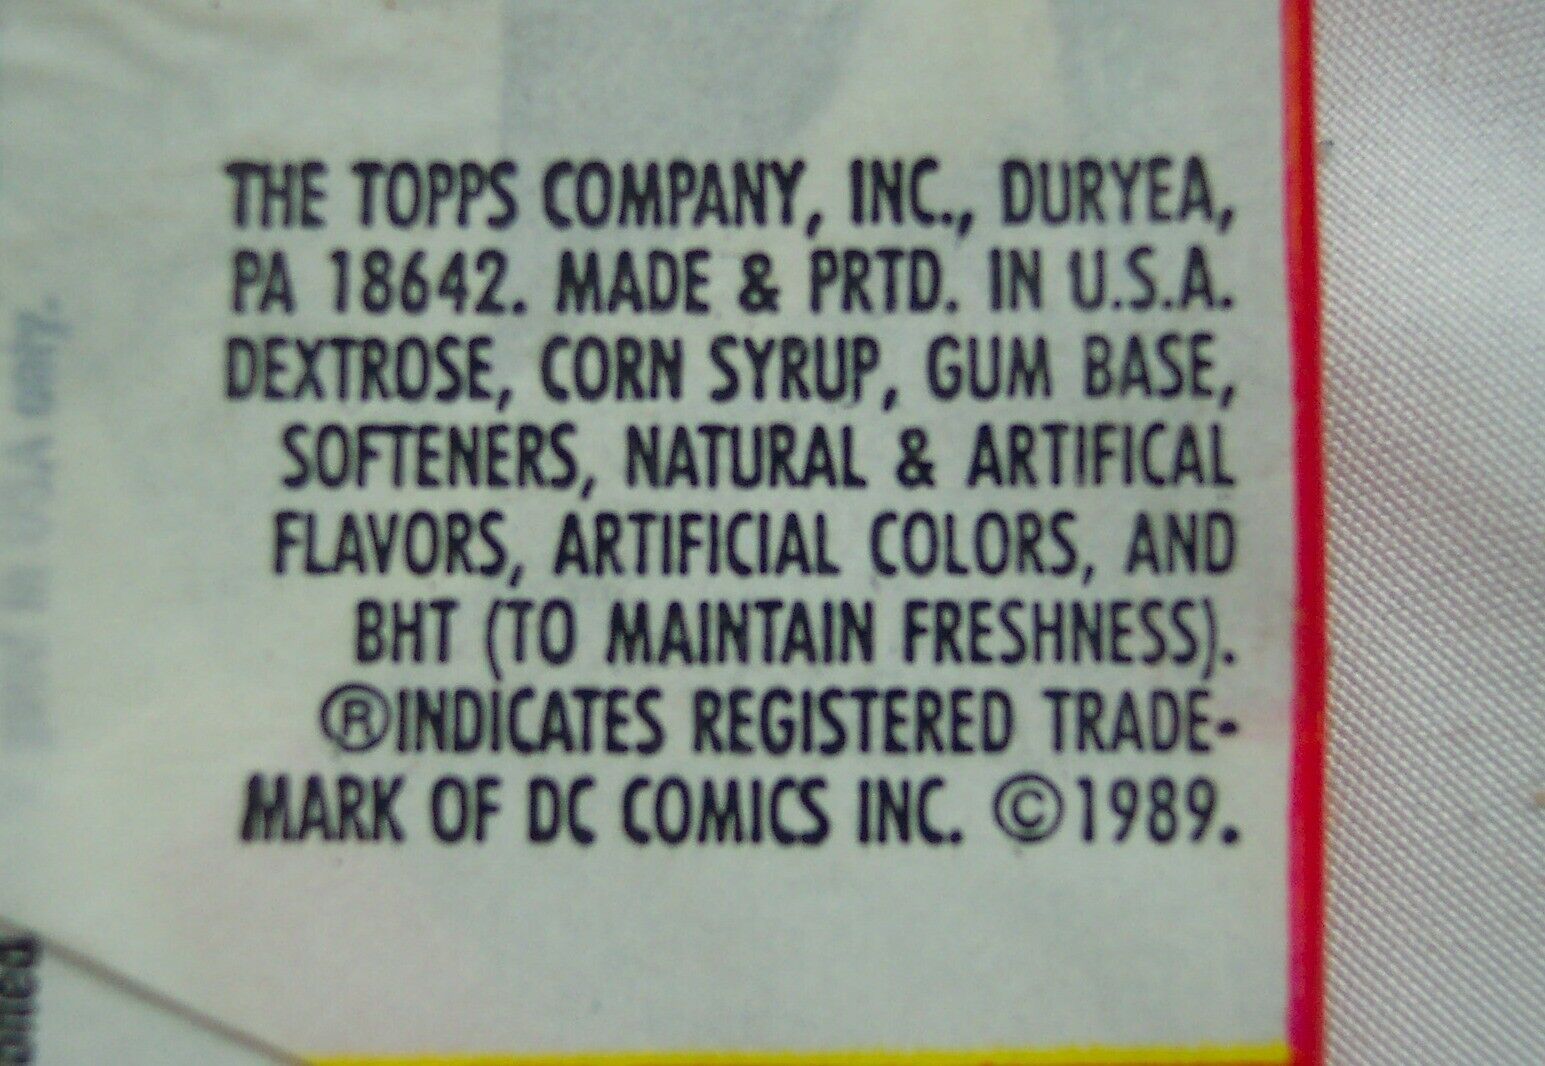 THE TOPPS COMPANY, INC., DURYEA,
PA 18642. MADE & PRTD. IN U.S.A.
DEXTROSE, CORN SYRUP, GUM BASE,
SOFTENERS, NATURAL & ARTIFICAL
FLAVORS, ARTIFICIAL COLORS, AND
BHT (TO MAINTAIN FRESHNESS).
®INDICATES REGISTERED TRADE-
MARK OF DC COMICS INC. ©1989.
only.